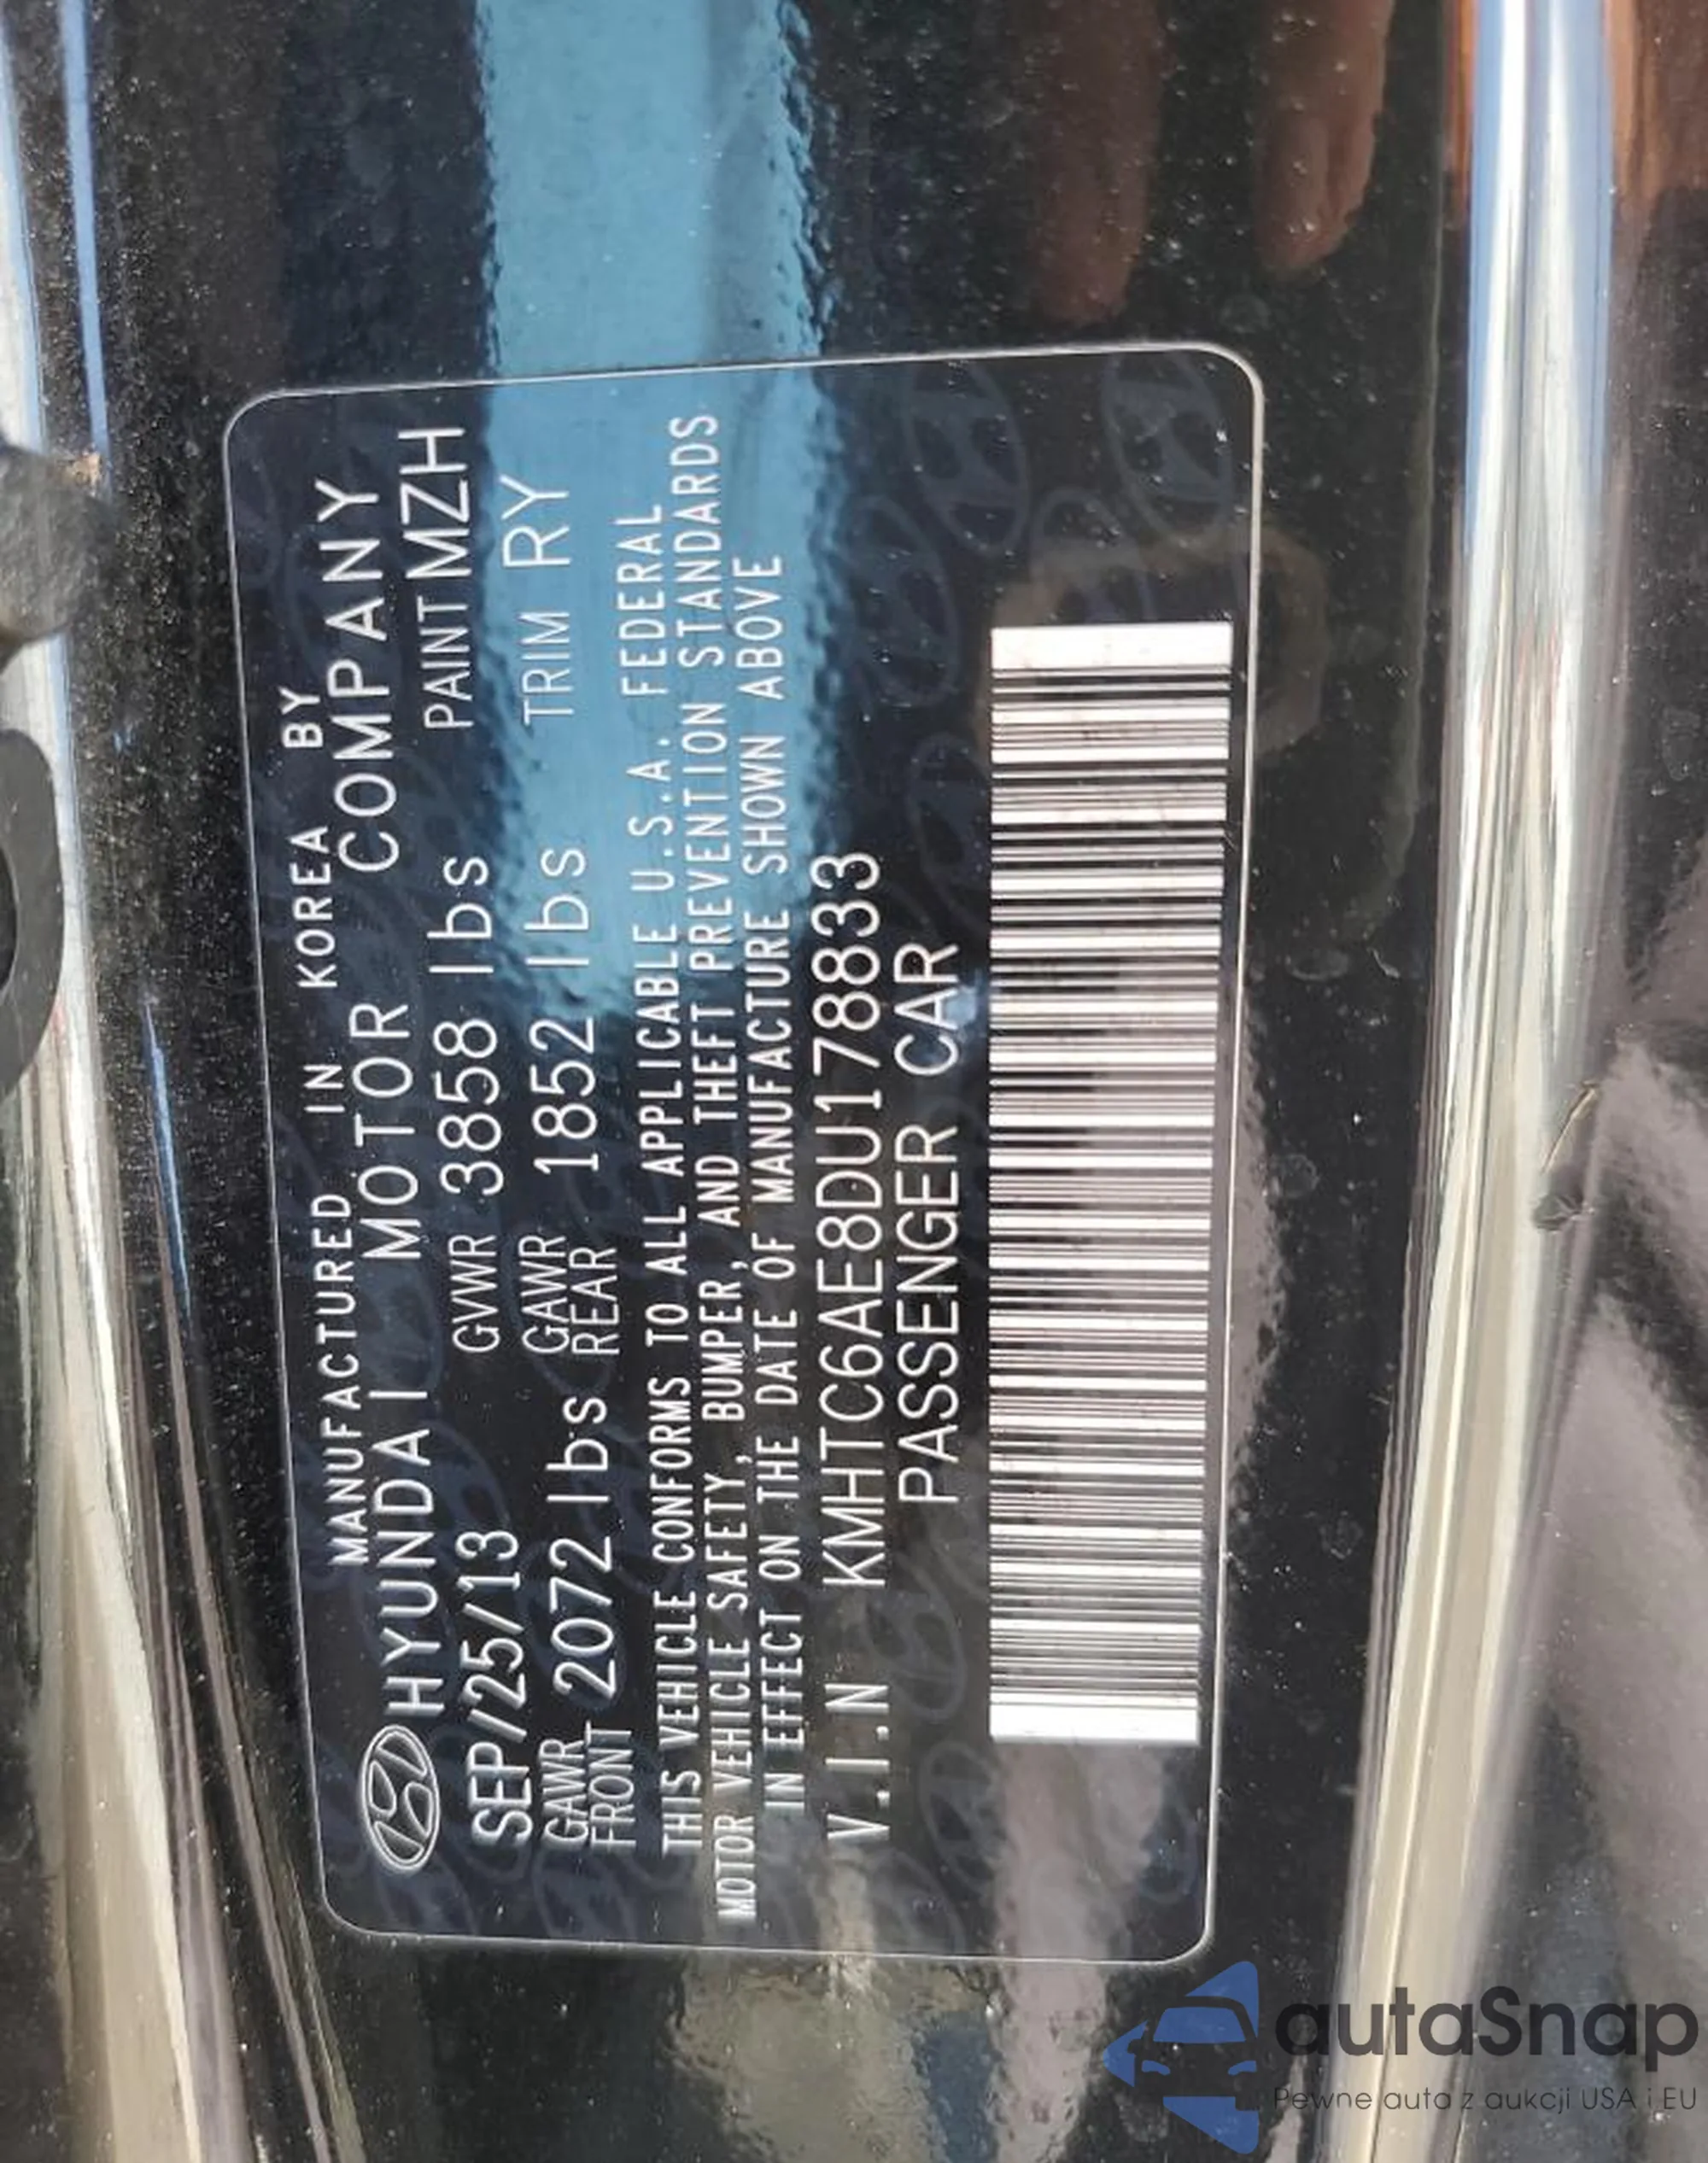 MANUFACTURED IN KOREA BY
HYUNDAI MOTOR COMPANY
SEP/25/13 GVWR 3858 lbs PAINT MZH
GAWR FRONT 2072 lbs GAWR REAR 1852 lbs TRIM RY
THIS VEHICLE CONFORMS TO ALL APPLICABLE U.S.A. FEDERAL
MOTOR VEHICLE SAFETY, BUMPER, AND THEFT PREVENTION STANDARDS
IN EFFECT ON THE DATE OF MANUFACTURE SHOWN ABOVE
V.I.N KMHTC6AE8DU178833
PASSENGER CAR
autaSnap
Pewne auta z aukcji USA i EU